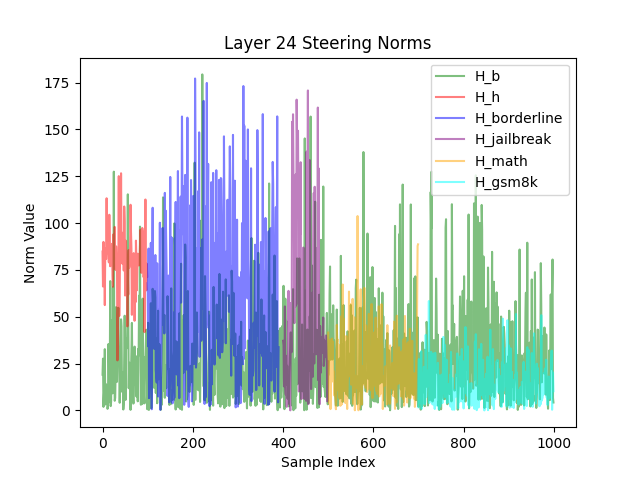 Layer 24 Steering Norms
Norm Value
175
150
125
100
75
50
25
0
H_b
H_h
H_borderline
H_jailbreak
H_math
H_gsm8k
0 200 400 600 800 1000
Sample Index